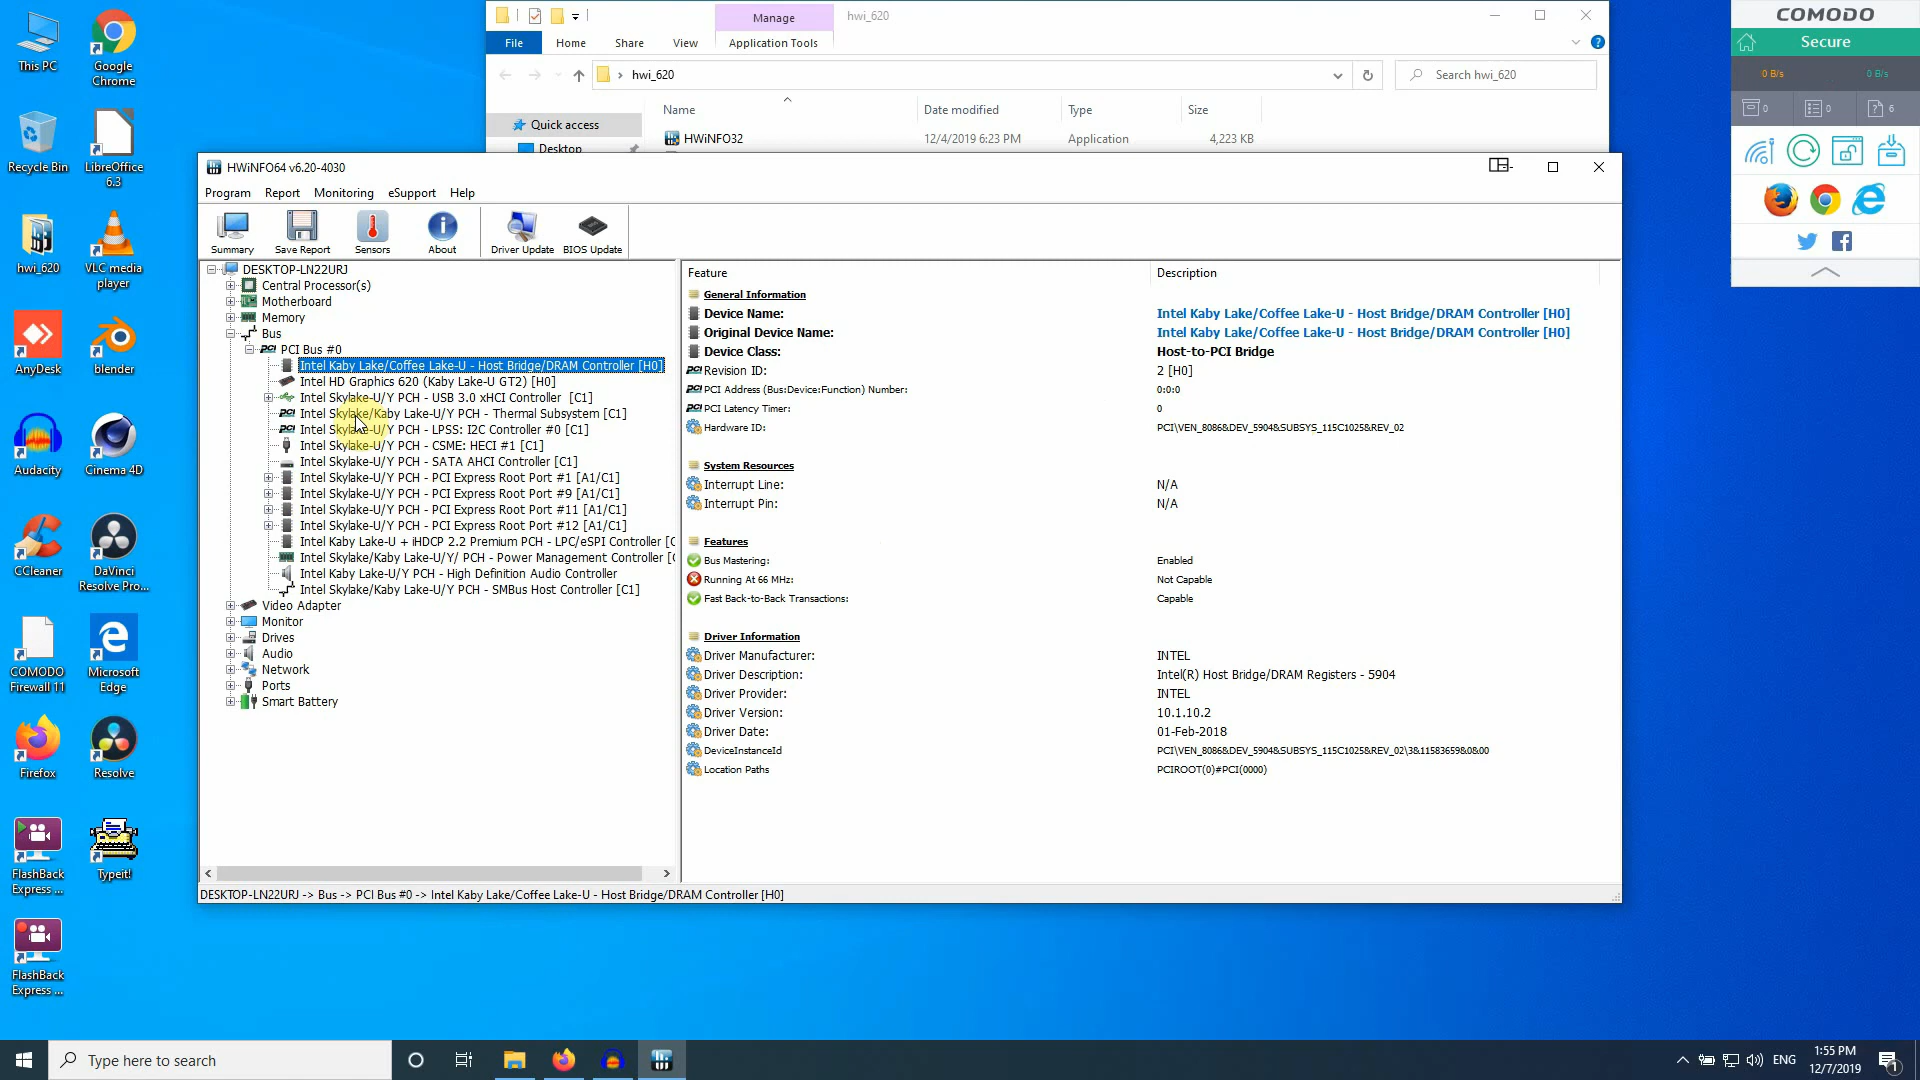 This PC
Google Chrome
Recycle Bin
LibreOffice 6.3
hwi_620
VLC media player
AnyDesk
blender
Audacity
Cinema 4D
CCleaner
DaVinci Resolve Pro...
COMODO Firewall 11
Microsoft Edge
Firefox
Resolve
FlashBack Express ...
Typeit!
FlashBack Express ...
Manage
hwi_620
File
Home
Share
View
Application Tools
hwi_620
Search hwi_620
Name
Date modified
Type
Size
Quick access
Desktop
HWiNFO32
12/4/2019 6:23 PM
Application
4,223 KB
HWiNFO64 v6.20-4030
Program
Report
Monitoring
eSupport
Help
Summary
Save Report
Sensors
About
Driver Update
BIOS Update
DESKTOP-LN22URJ
Central Processor(s)
Motherboard
Memory
Bus
PCI Bus #0
Intel Kaby Lake/Coffee Lake-U - Host Bridge/DRAM Controller [H0]
Intel HD Graphics 620 (Kaby Lake-U GT2) [H0]
Intel Skylake-U/Y PCH - USB 3.0 xHCI Controller [C1]
Intel Skylake/Kaby Lake-U/Y PCH - Thermal Subsystem [C1]
Intel Skylake-U/Y PCH - LPSS: I2C Controller #0 [C1]
Intel Skylake-U/Y PCH - CSME: HECI #1 [C1]
Intel Skylake-U/Y PCH - SATA AHCI Controller [C1]
Intel Skylake-U/Y PCH - PCI Express Root Port #1 [A1/C1]
Intel Skylake-U/Y PCH - PCI Express Root Port #9 [A1/C1]
Intel Skylake-U/Y PCH - PCI Express Root Port #11 [A1/C1]
Intel Skylake-U/Y PCH - PCI Express Root Port #12 [A1/C1]
Intel Kaby Lake-U + iHDCP 2.2 Premium PCH - LPC/eSPI Controller [C
Intel Skylake/Kaby Lake-U/Y/ PCH - Power Management Controller [C
Intel Kaby Lake-U/Y PCH - High Definition Audio Controller
Intel Skylake/Kaby Lake-U/Y PCH - SMBus Host Controller [C1]
Video Adapter
Monitor
Drives
Audio
Network
Ports
Smart Battery
Feature
Description
General Information
Device Name:
Intel Kaby Lake/Coffee Lake-U - Host Bridge/DRAM Controller [H0]
Original Device Name:
Intel Kaby Lake/Coffee Lake-U - Host Bridge/DRAM Controller [H0]
Device Class:
Host-to-PCI Bridge
PCI Revision ID:
2 [H0]
PCI PCI Address (Bus:Device:Function) Number:
0:0:0
PCI PCI Latency Timer:
0
Hardware ID:
PCI\VEN_8086&DEV_5904&SUBSYS_115C1025&REV_02
System Resources
Interrupt Line:
N/A
Interrupt Pin:
N/A
Features
Bus Mastering:
Enabled
Running At 66 MHz:
Not Capable
Fast Back-to-Back Transactions:
Capable
Driver Information
Driver Manufacturer:
INTEL
Driver Description:
Intel(R) Host Bridge/DRAM Registers - 5904
Driver Provider:
INTEL
Driver Version:
10.1.10.2
Driver Date:
01-Feb-2018
DeviceInstanceId
PCI\VEN_8086&DEV_5904&SUBSYS_115C1025&REV_02\3&11583659&0&00
Location Paths
PCIROOT(0)#PCI(0000)
DESKTOP-LN22URJ -> Bus -> PCI Bus #0 -> Intel Kaby Lake/Coffee Lake-U - Host Bridge/DRAM Controller [H0]
COMODO
Secure
0 B/s
0 B/s
0
0
6
Type here to search
ENG
1:55 PM
12/7/2019
1